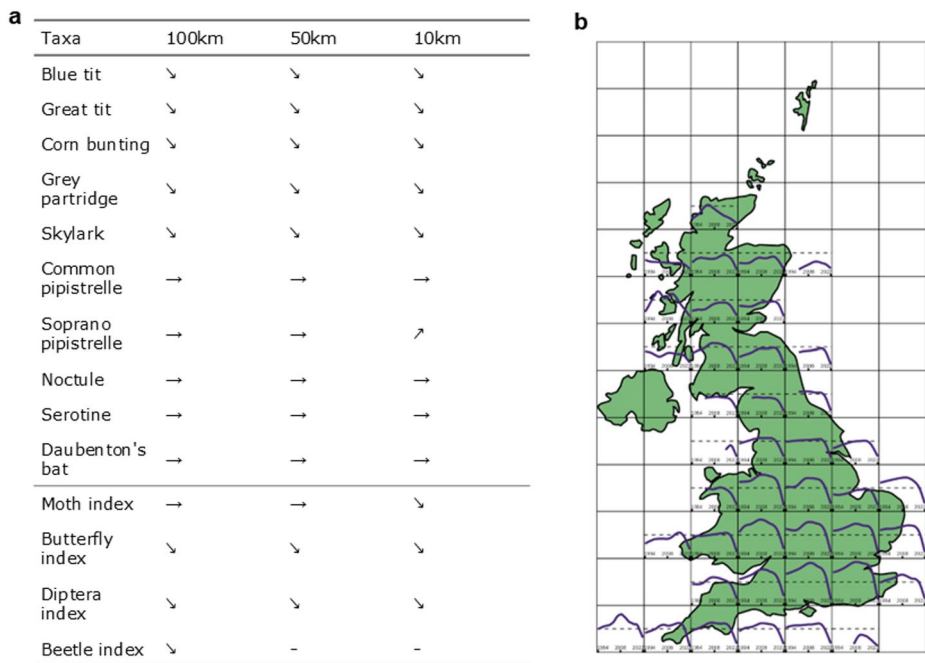 a
Taxa 100km 50km 10km
Blue tit ↘ ↘ ↘
Great tit ↘ ↘ ↘
Corn bunting ↘ ↘ ↘
Grey
partridge ↘ ↘ ↘
Skylark ↘ ↘ ↘
Common
pipistrelle → → →
Soprano
pipistrelle → → ↗
Noctule → → →
Serotine → → →
Daubenton's
bat → → →
Moth index → → ↘
Butterfly
index ↘ ↘ ↘
Diptera
index ↘ ↘ ↘
Beetle index ↘ – –
b